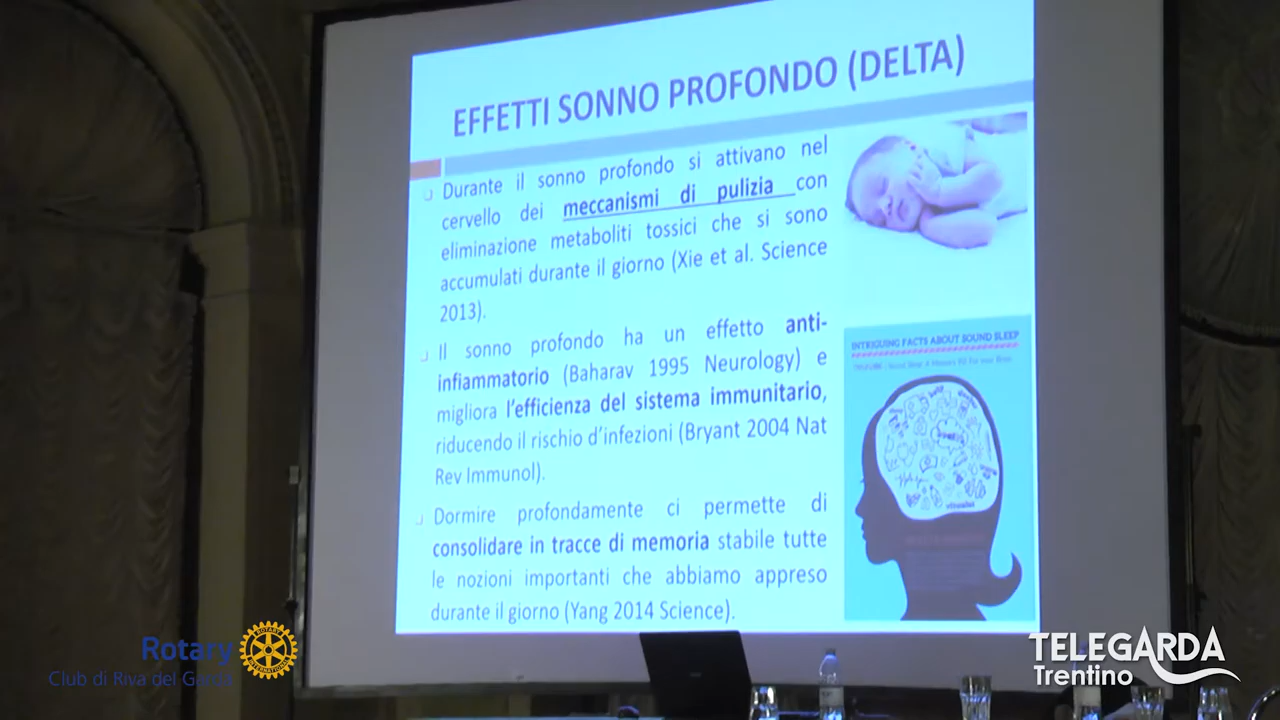 EFFETTI SONNO PROFONDO (DELTA)
Durante il sonno profondo si attivano nel
cervello dei meccanismi di pulizia con
eliminazione metaboliti tossici che si sono
accumulati durante il giorno (Xie et al. Science
2013).
Il sonno profondo ha un effetto anti-
infiammatorio (Baharav 1995 Neurology) e
migliora l'efficienza del sistema immunitario,
riducendo il rischio d'infezioni (Bryant 2004 Nat
Rev Immunol).
Dormire profondamente ci permette di
consolidare in tracce di memoria stabile tutte
le nozioni importanti che abbiamo appreso
durante il giorno (Yang 2014 Science).
INTRIGUING FACTS ABOUT SOUND SLEEP
Rotary
Club di Riva del Garda
ROTARY
INTERNATIONAL
TELEGARDA
Trentino